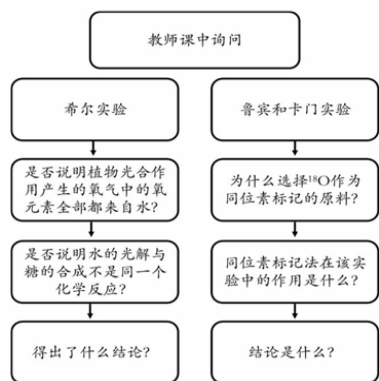 教师课中询问
希尔实验
是否说明植物光合作
用产生的氧气中的氧
元素全部都来自水？
是否说明水的光解与
糖的合成不是同一个
化学反应？
得出了什么结论？
鲁宾和卡门实验
为什么选择¹⁸O作为
同位素标记的原料？
同位素标记法在该实
验中的作用是什么？
结论是什么？